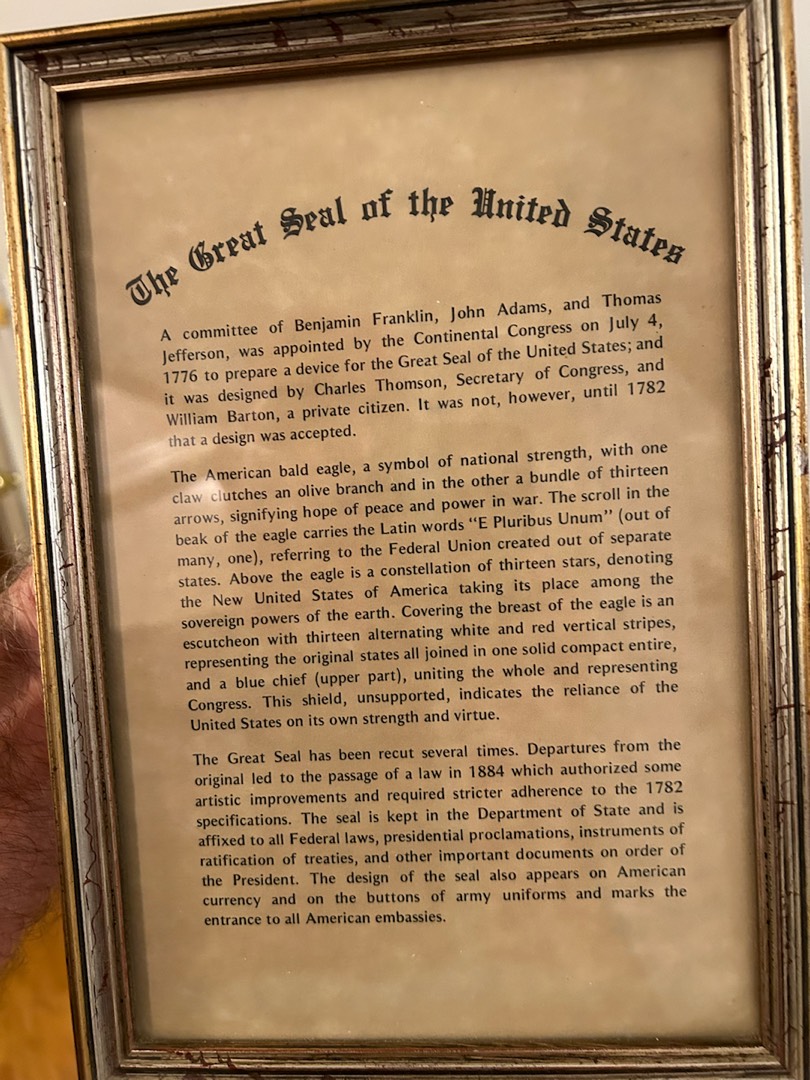 The Great Seal of the United States
A committee of Benjamin Franklin, John Adams, and Thomas
Jefferson, was appointed by the Continental Congress on July 4,
1776 to prepare a device for the Great Seal of the United States; and
it was designed by Charles Thomson, Secretary of Congress, and
William Barton, a private citizen. It was not, however, until 1782
that a design was accepted.
The American bald eagle, a symbol of national strength, with one
claw clutches an olive branch and in the other a bundle of thirteen
arrows, signifying hope of peace and power in war. The scroll in the
beak of the eagle carries the Latin words "E Pluribus Unum" (out of
many, one), referring to the Federal Union created out of separate
states. Above the eagle is a constellation of thirteen stars, denoting
the New United States of America taking its place among the
sovereign powers of the earth. Covering the breast of the eagle is an
escutcheon with thirteen alternating white and red vertical stripes,
representing the original states all joined in one solid compact entire,
and a blue chief (upper part), uniting the whole and representing
Congress. This shield, unsupported, indicates the reliance of the
United States on its own strength and virtue.
The Great Seal has been recut several times. Departures from the
original led to the passage of a law in 1884 which authorized some
artistic improvements and required stricter adherence to the 1782
specifications. The seal is kept in the Department of State and is
affixed to all Federal laws, presidential proclamations, instruments of
ratification of treaties, and other important documents on order of
the President. The design of the seal also appears on American
currency and on the buttons of army uniforms and marks the
entrance to all American embassies.